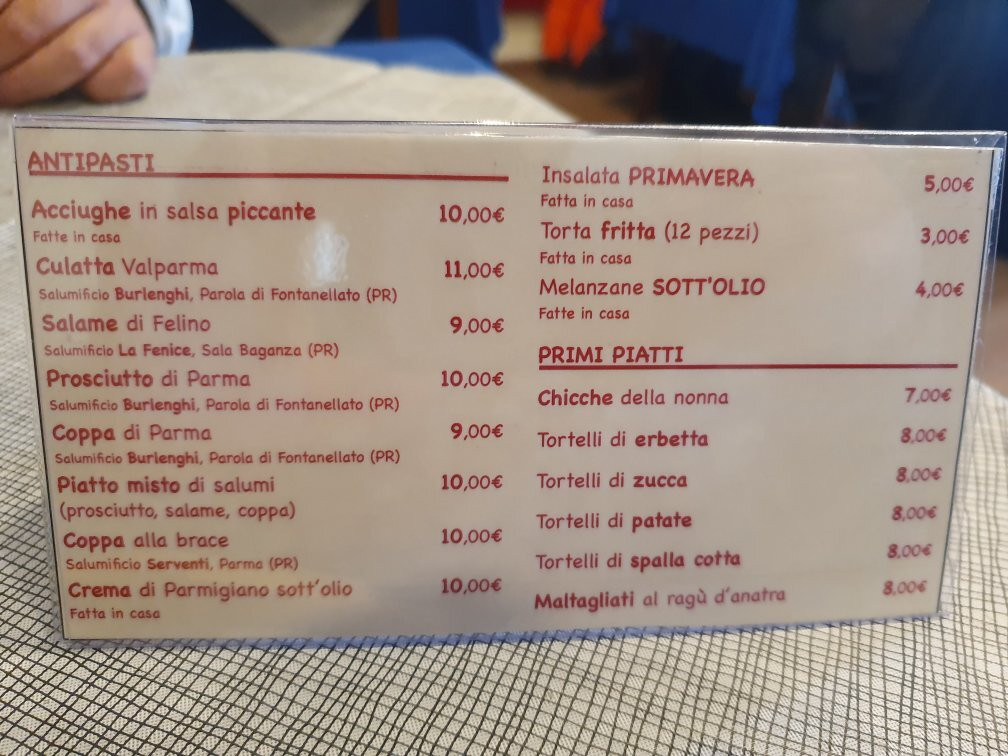 ANTIPASTI
Acciughe in salsa piccante 10,00€
Fatte in casa
Culatta Valparma 11,00€
Salumificio Burlenghi, Parola di Fontanellato (PR)
Salame di Felino 9,00€
Salumificio La Fenice, Sala Baganza (PR)
Prosciutto di Parma 10,00€
Salumificio Burlenghi, Parola di Fontanellato (PR)
Coppa di Parma 9,00€
Salumificio Burlenghi, Parola di Fontanellato (PR)
Piatto misto di salumi 10,00€
(prosciutto, salame, coppa)
Coppa alla brace 10,00€
Salumificio Serventi, Parma (PR)
Crema di Parmigiano sott'olio 10,00€
Fatta in casa
Insalata PRIMAVERA 5,00€
Fatta in casa
Torta fritta (12 pezzi) 3,00€
Fatta in casa
Melanzane SOTT'OLIO 4,00€
Fatte in casa
PRIMI PIATTI
Chicche della nonna 7,00€
Tortelli di erbetta 8,00€
Tortelli di zucca 8,00€
Tortelli di patate 8,00€
Tortelli di spalla cotta 8,00€
Maltagliati al ragù d'anatra 8,00€